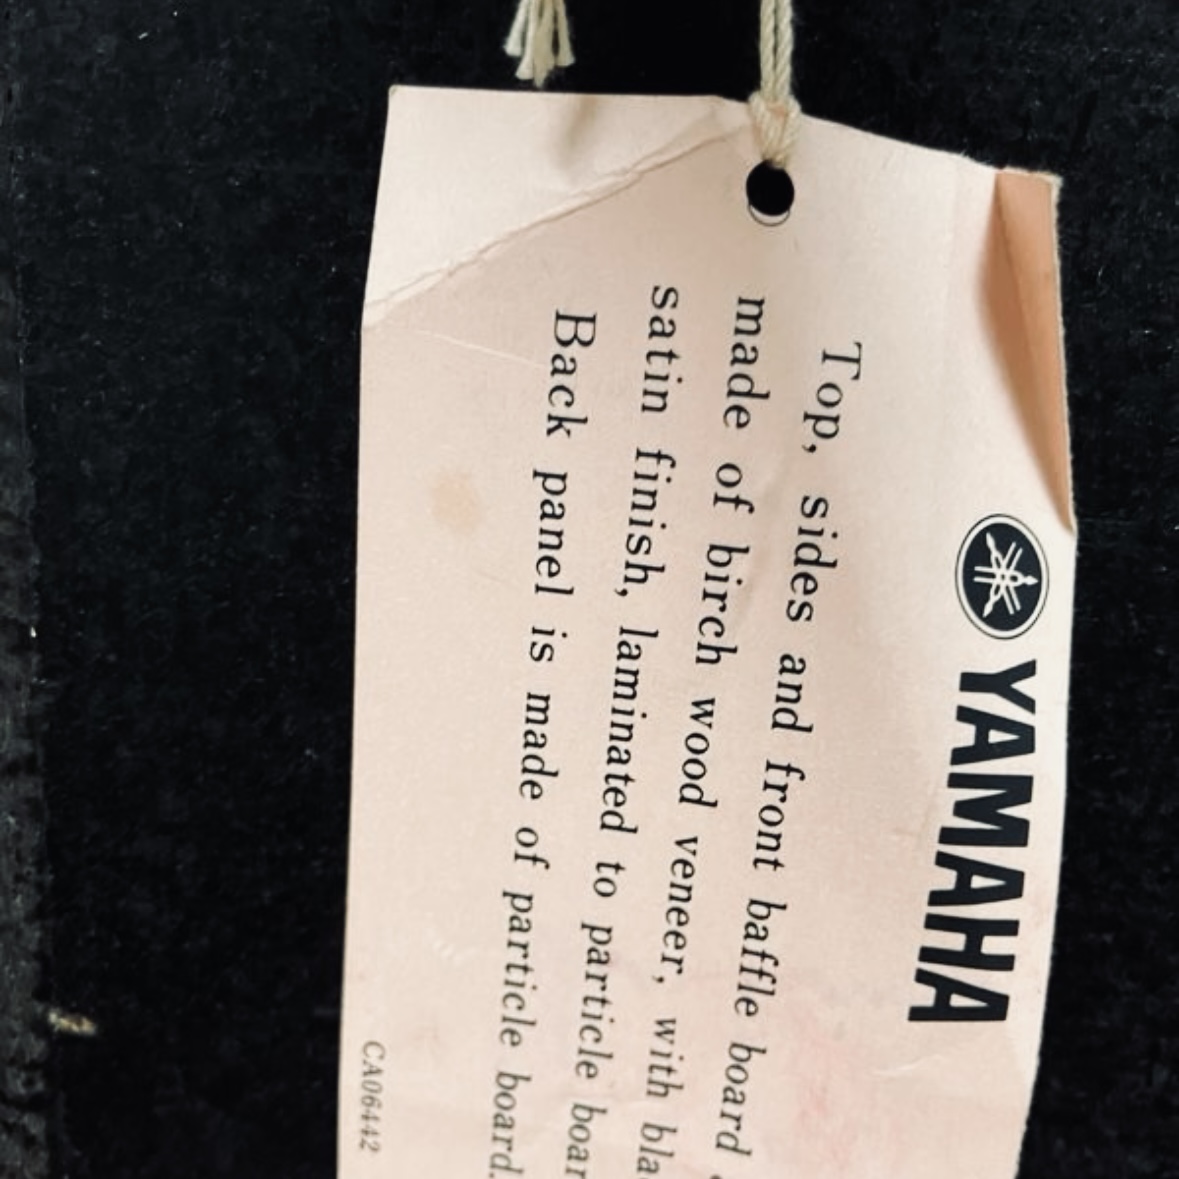 YAMAHA
Top, sides and front baffle board
made of birch wood veneer, with
satin finish, laminated to particle
Back panel is made of particle board.
CA06442